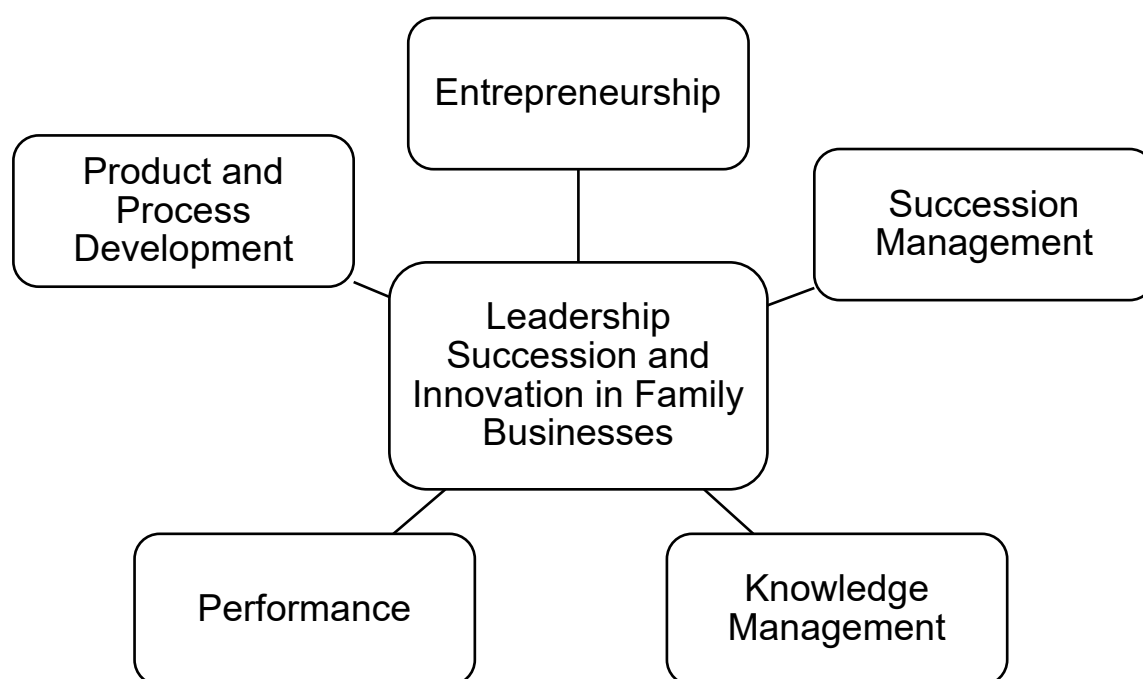 Entrepreneurship
Product and
Process
Development
Succession
Management
Leadership
Succession and
Innovation in Family
Businesses
Performance
Knowledge
Management